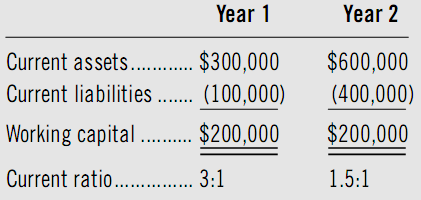 Year 1 Year 2
Current assets............ $300,000 $600,000
Current liabilities ....... (100,000) (400,000)
Working capital .......... $200,000 $200,000
Current ratio............... 3:1 1.5:1